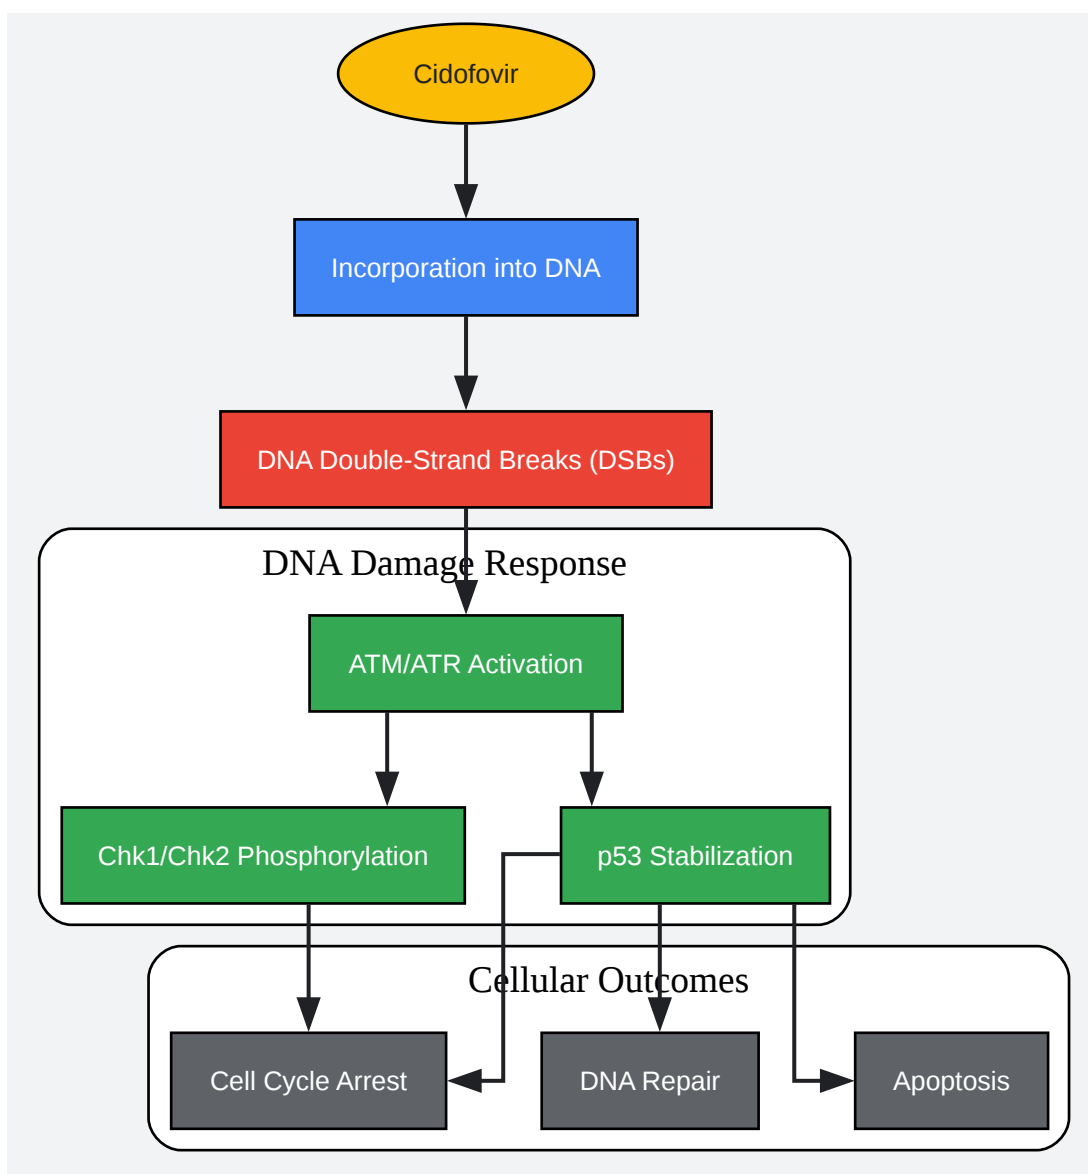 Cidofovir
Incorporation into DNA
DNA Double-Strand Breaks (DSBs)
DNA Damage Response
ATM/ATR Activation
Chk1/Chk2 Phosphorylation
p53 Stabilization
Cellular Outcomes
Cell Cycle Arrest
DNA Repair
Apoptosis